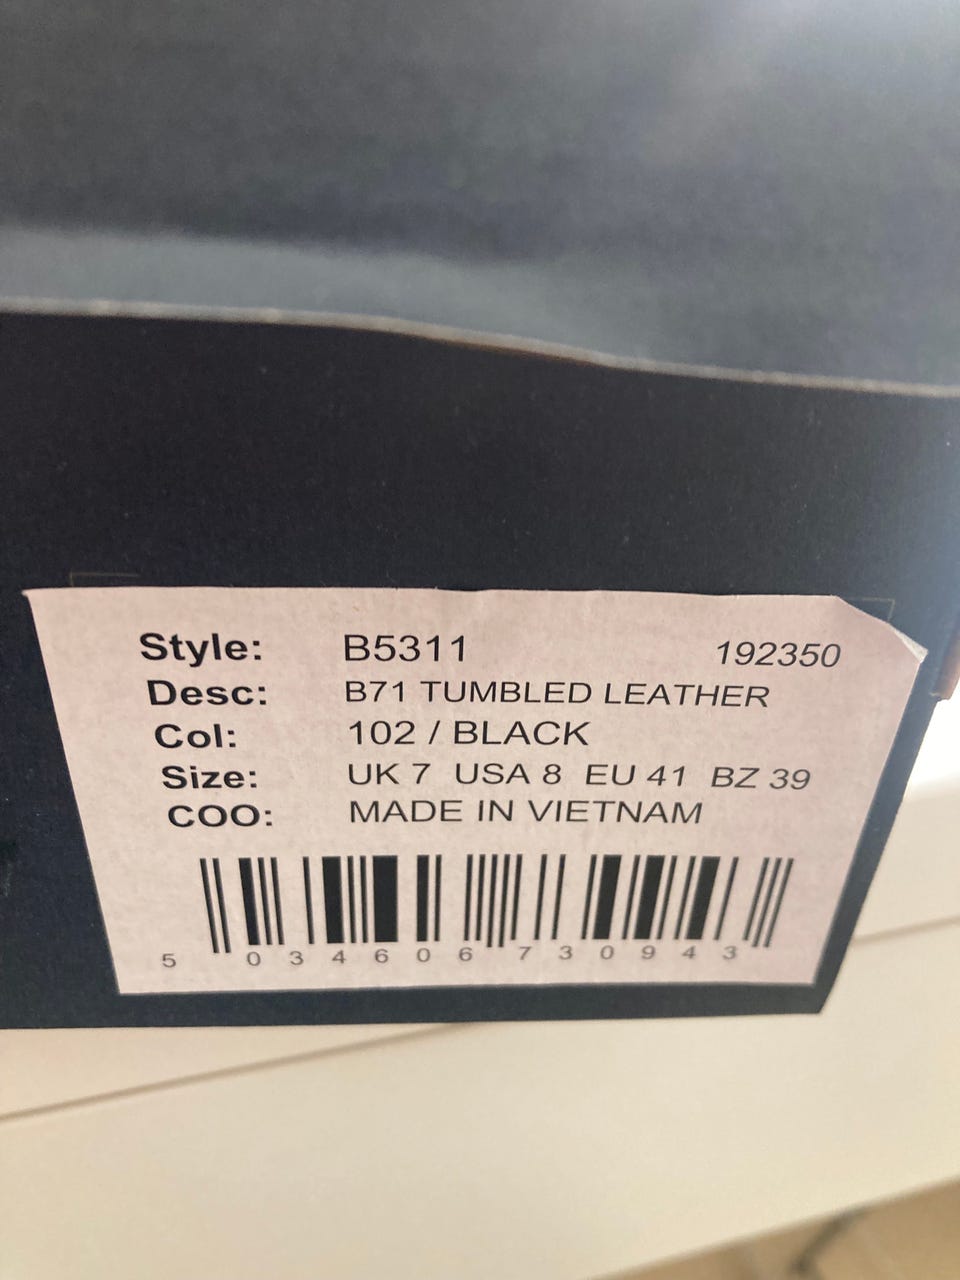 Style: B5311 192350
Desc: B71 TUMBLED LEATHER
Col: 102 / BLACK
Size: UK 7 USA 8 EU 41 BZ 39
COO: MADE IN VIETNAM
5 034606 730943